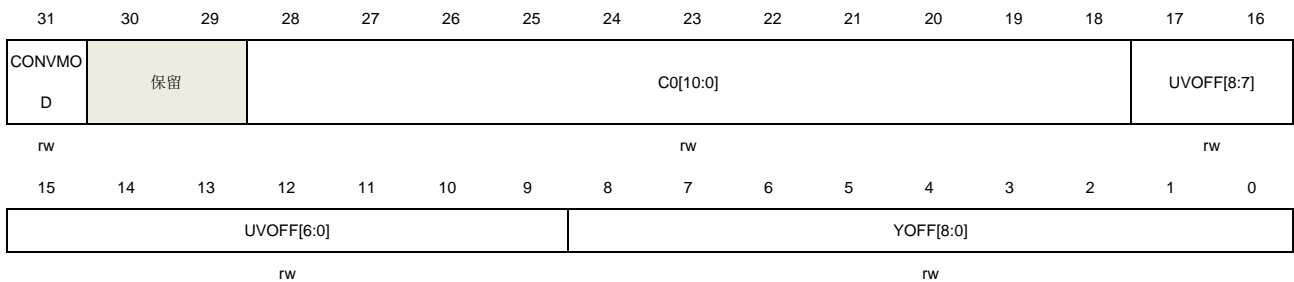 31 30 29 28 27 26 25 24 23 22 21 20 19 18 17 16
CONVMO
D 保留 C0[10:0] UVOFF[8:7]
rw rw rw
15 14 13 12 11 10 9 8 7 6 5 4 3 2 1 0
UVOFF[6:0] YOFF[8:0]
rw rw